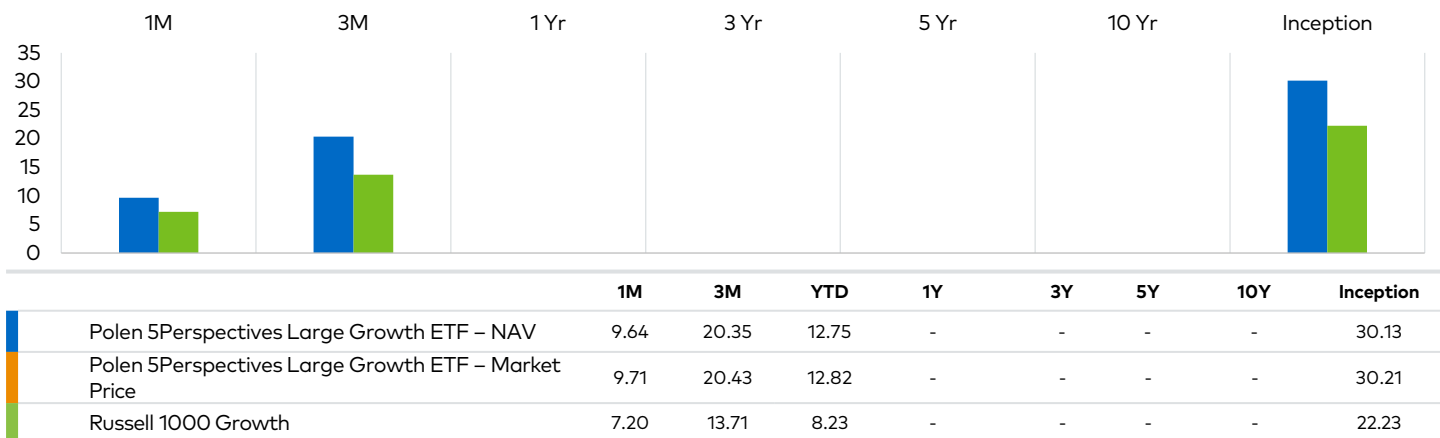 1M 3M 1 Yr 3 Yr 5 Yr 10 Yr Inception
35
30
25
20
15
10
5
0
1M 3M YTD 1Y 3Y 5Y 10Y Inception
Polen 5Perspectives Large Growth ETF – NAV 9.64 20.35 12.75 - - - - 30.13
Polen 5Perspectives Large Growth ETF – Market
Price 9.71 20.43 12.82 - - - - 30.21
Russell 1000 Growth 7.20 13.71 8.23 - - - - 22.23